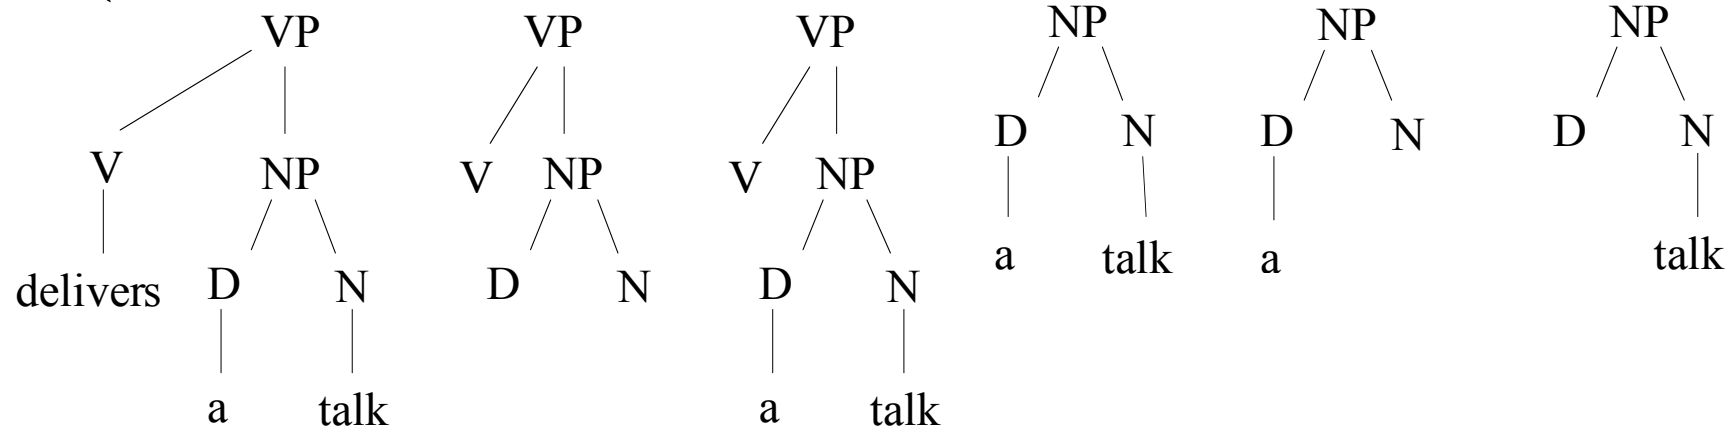 VP VP VP NP NP NP
D N D N D N
V NP V NP V NP
a talk a talk
delivers D N D N D N
a talk a talk